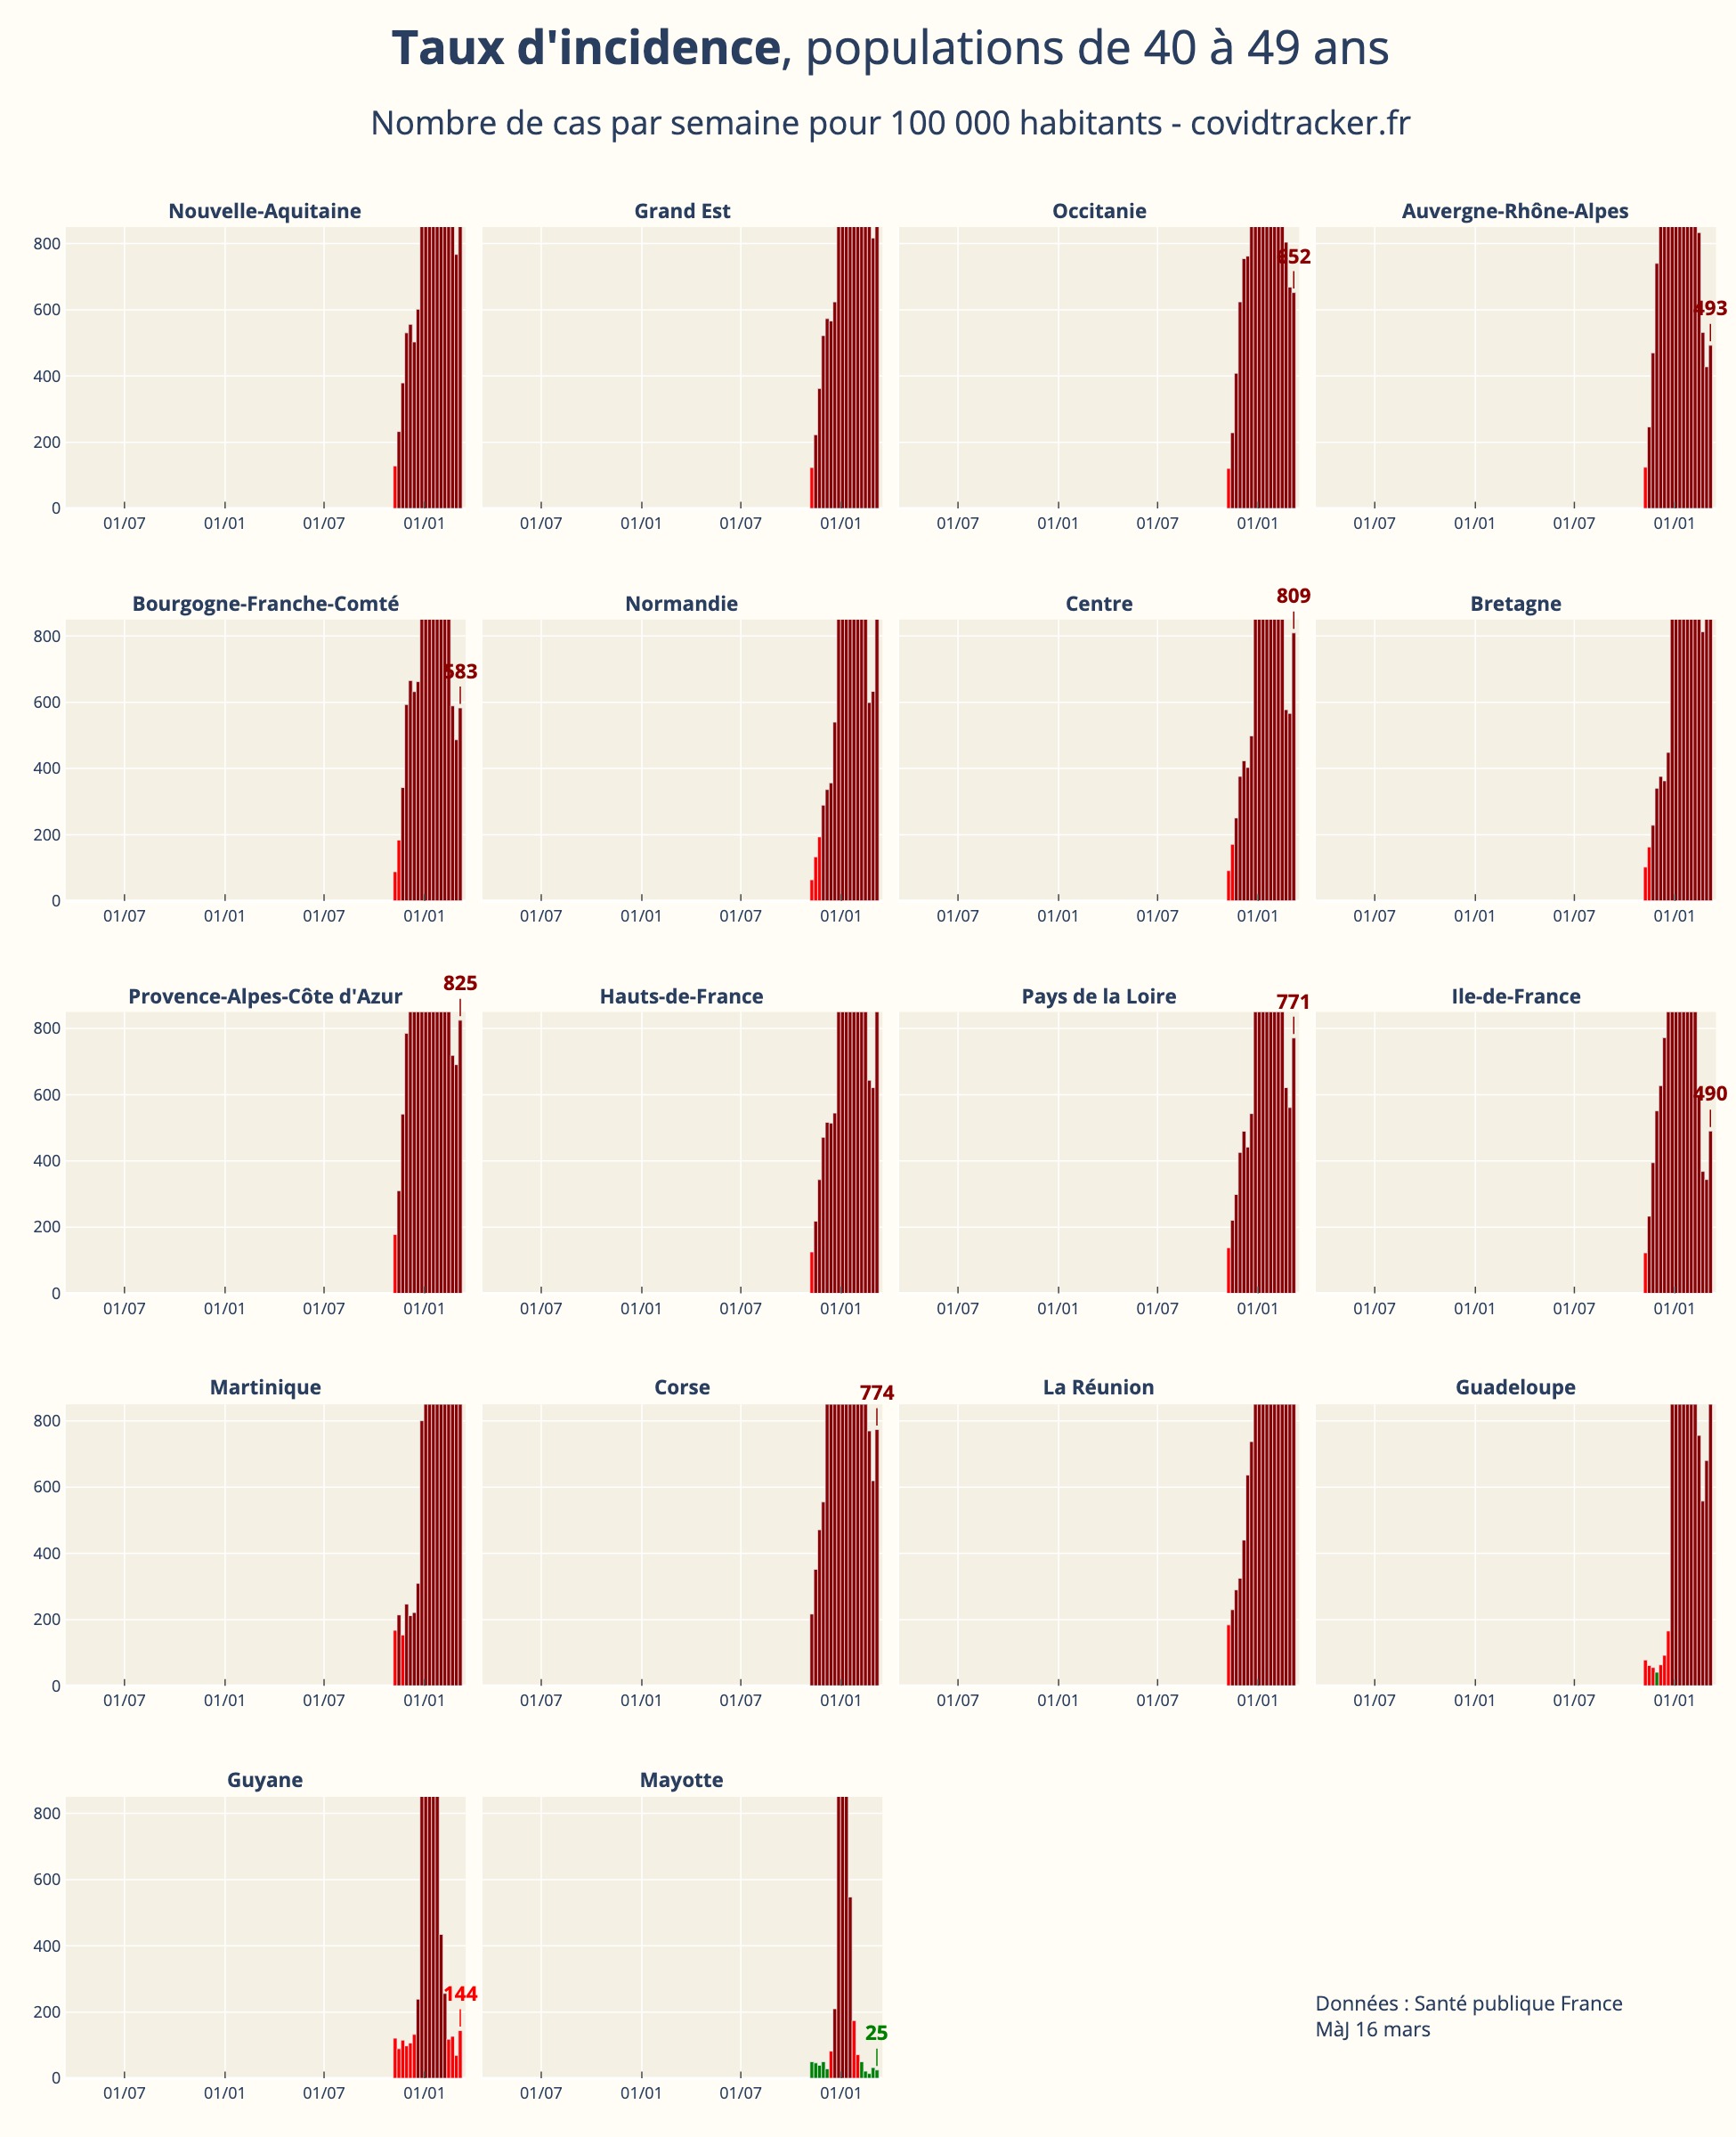 Taux d'incidence, populations de 40 à 49 ans
Nombre de cas par semaine pour 100 000 habitants - covidtracker.fr
Nouvelle-Aquitaine
Grand Est
Occitanie
Auvergne-Rhône-Alpes
800
600
400
200
0
652
493
01/07 01/01 01/07 01/01
01/07 01/01 01/07 01/01
01/07 01/01 01/07 01/01
01/07 01/01 01/07 01/01
Bourgogne-Franche-Comté
Normandie
Centre
Bretagne
809
800
600
400
200
0
583
01/07 01/01 01/07 01/01
01/07 01/01 01/07 01/01
01/07 01/01 01/07 01/01
01/07 01/01 01/07 01/01
825
Provence-Alpes-Côte d'Azur
Hauts-de-France
Pays de la Loire
771
Ile-de-France
800
600
400
200
0
490
01/07 01/01 01/07 01/01
01/07 01/01 01/07 01/01
01/07 01/01 01/07 01/01
01/07 01/01 01/07 01/01
Martinique
Corse
774
La Réunion
Guadeloupe
800
600
400
200
0
01/07 01/01 01/07 01/01
01/07 01/01 01/07 01/01
01/07 01/01 01/07 01/01
01/07 01/01 01/07 01/01
Guyane
Mayotte
800
600
400
200
0
144
25
01/07 01/01 01/07 01/01
01/07 01/01 01/07 01/01
Données : Santé publique France
MàJ 16 mars